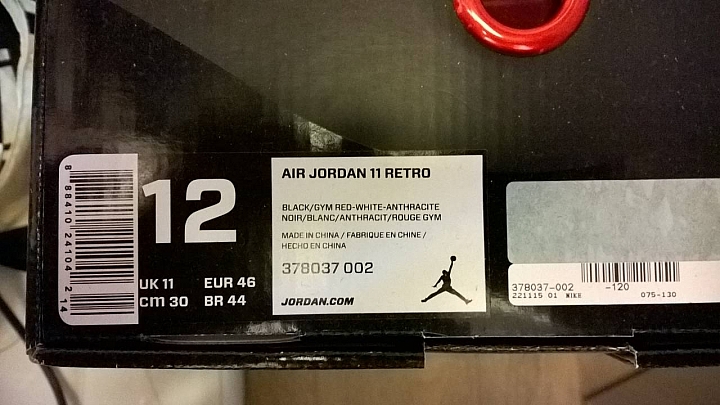 8 88410 24104 2 14
12
UK 11 EUR 46
cm 30 BR 44
AIR JORDAN 11 RETRO
BLACK/GYM RED-WHITE-ANTHRACITE
NOIR/BLANC/ANTHRACIT/ROUGE GYM
MADE IN CHINA / FABRIQUE EN CHINE /
HECHO EN CHINA
378037 002
JORDAN.COM
378037-002 -120
221115 01 NIKE 075-130